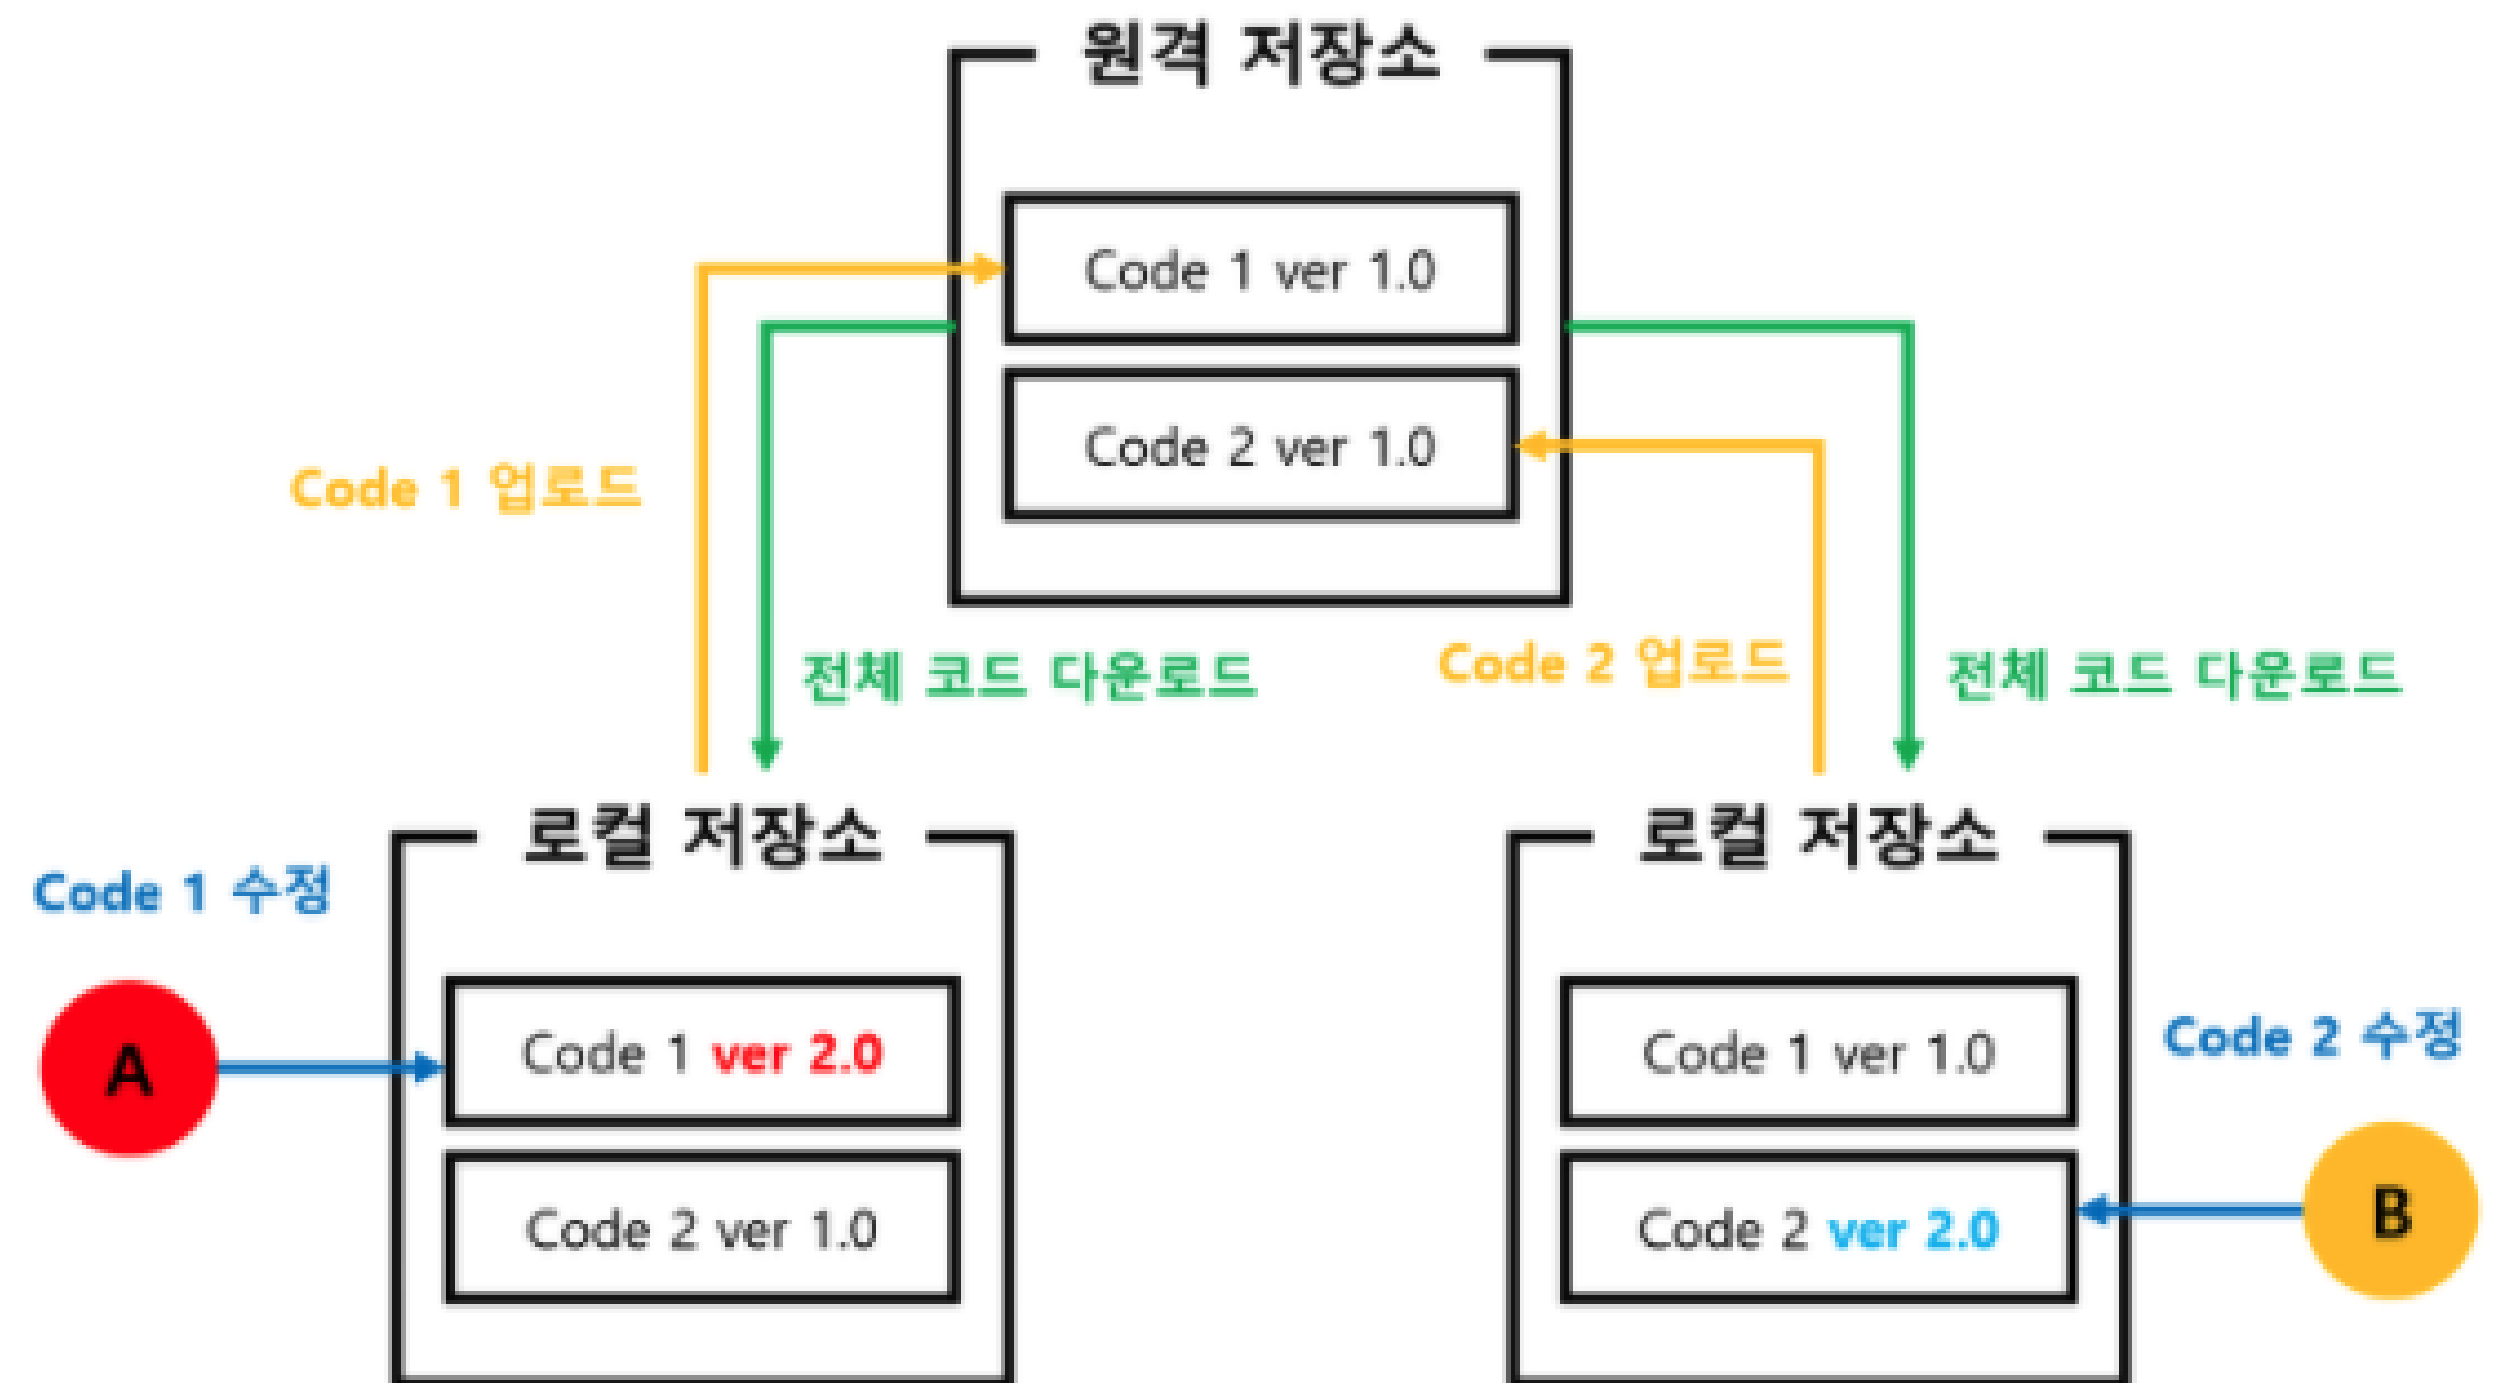 원격 저장소
Code 1 ver 1.0
Code 2 ver 1.0
Code 1 업로드
전체 코드 다운로드
Code 2 업로드
전체 코드 다운로드
로컬 저장소
로컬 저장소
Code 1 수정
A
Code 1 ver 2.0
Code 2 ver 1.0
Code 1 ver 1.0
Code 2 수정
Code 2 ver 2.0
B